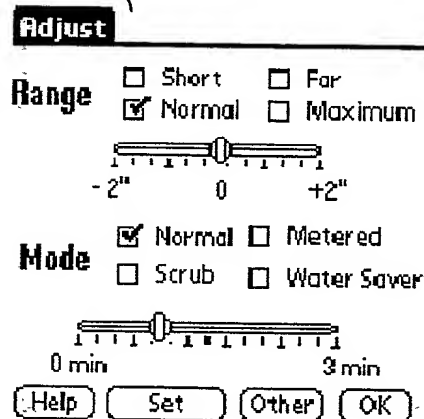 Adjust
Range
Short
Far
Normal
Maximum
- 2" 0 +2"
Mode
Normal
Metered
Scrub
Water Saver
0 min 3 min
Help Set Other OK